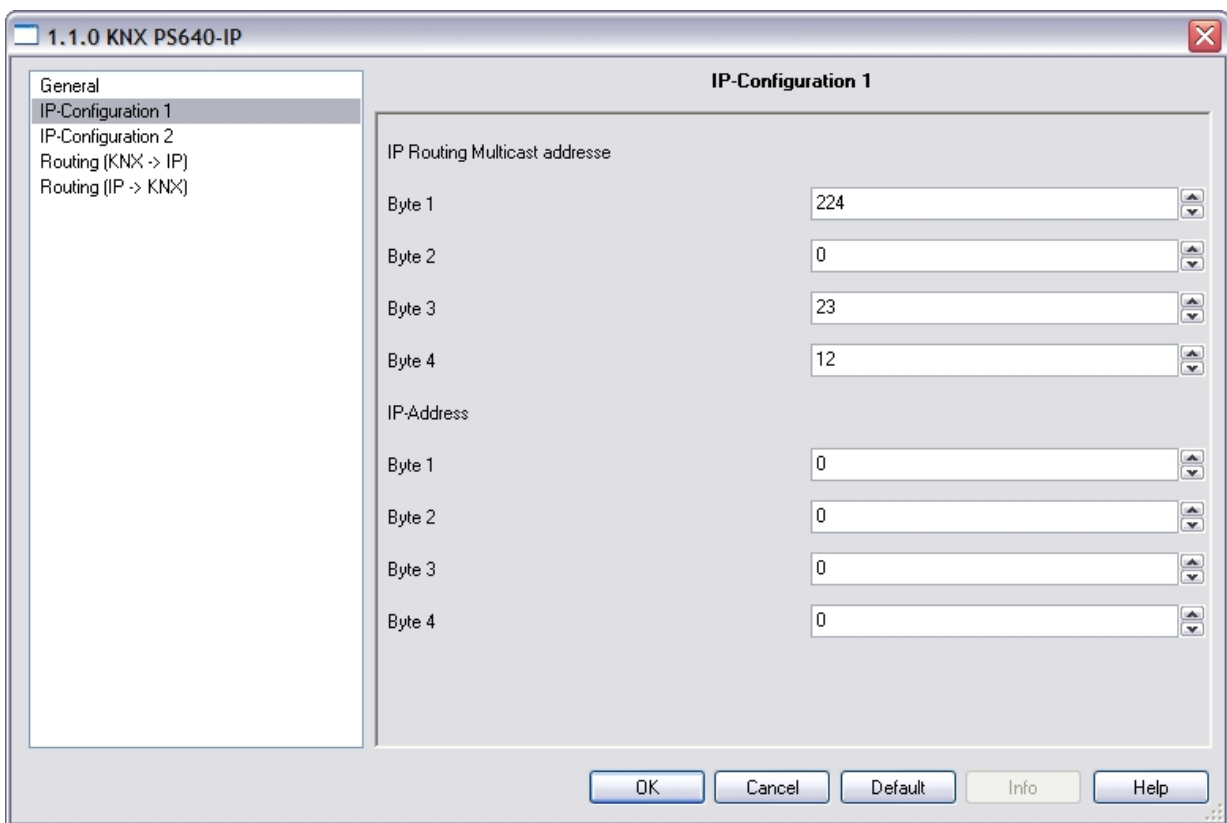 1.1.0 KNX PS640-IP
General
IP-Configuration 1
IP-Configuration 2
Routing (KNX -> IP)
Routing (IP -> KNX)
IP-Configuration 1
IP Routing Multicast addresse
Byte 1 224
Byte 2 0
Byte 3 23
Byte 4 12
IP-Address
Byte 1 0
Byte 2 0
Byte 3 0
Byte 4 0
OK Cancel Default Info Help